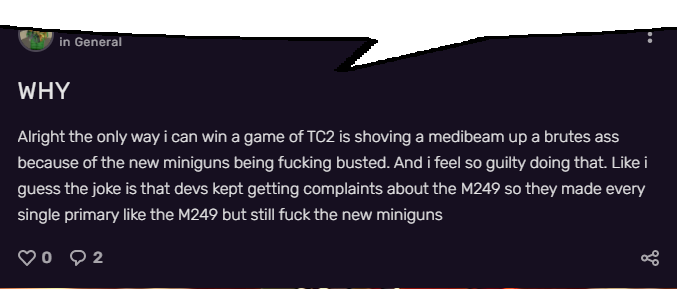 in General
WHY
Alright the only way i can win a game of TC2 is shoving a medibeam up a brutes ass
because of the new miniguns being fucking busted. And i feel so guilty doing that. Like i
guess the joke is that devs kept getting complaints about the M249 so they made every
single primary like the M249 but still fuck the new miniguns
0 2